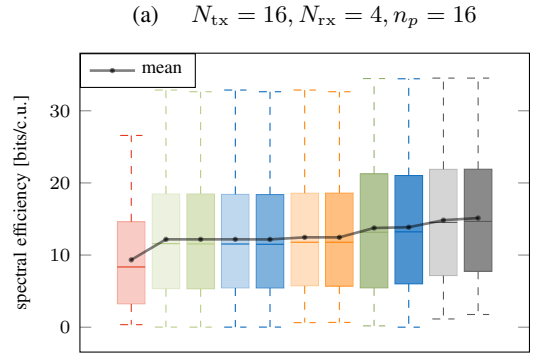 (a) N_tx = 16, N_rx = 4, n_p = 16
mean
spectral efficiency [bits/c.u.]
30
20
10
0